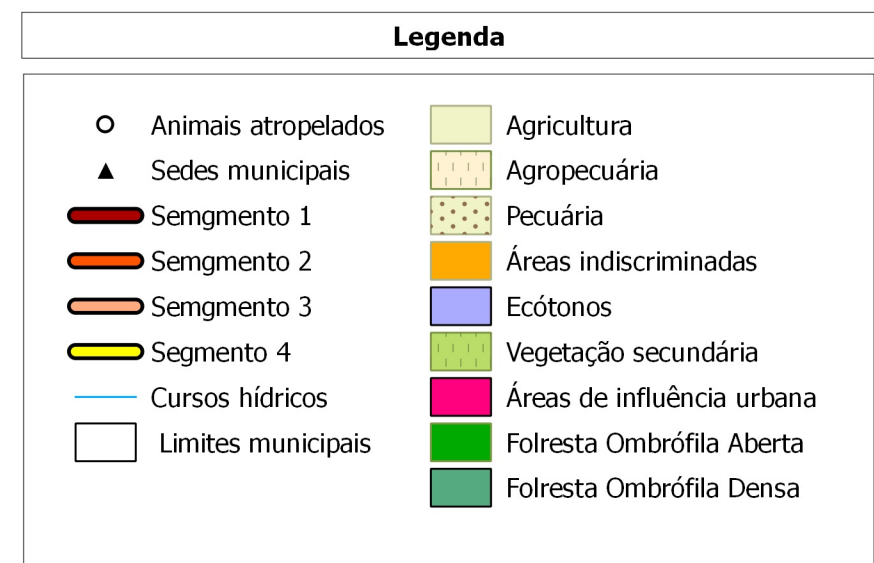 Legenda
Animais atropelados
Sedes municipais
Semgmento 1
Semgmento 2
Semgmento 3
Segmento 4
Cursos hídricos
Limites municipais
Agricultura
Agropecuária
Pecuária
Áreas indiscriminadas
Ecótonos
Vegetação secundária
Áreas de influência urbana
Folresta Ombrófila Aberta
Folresta Ombrófila Densa